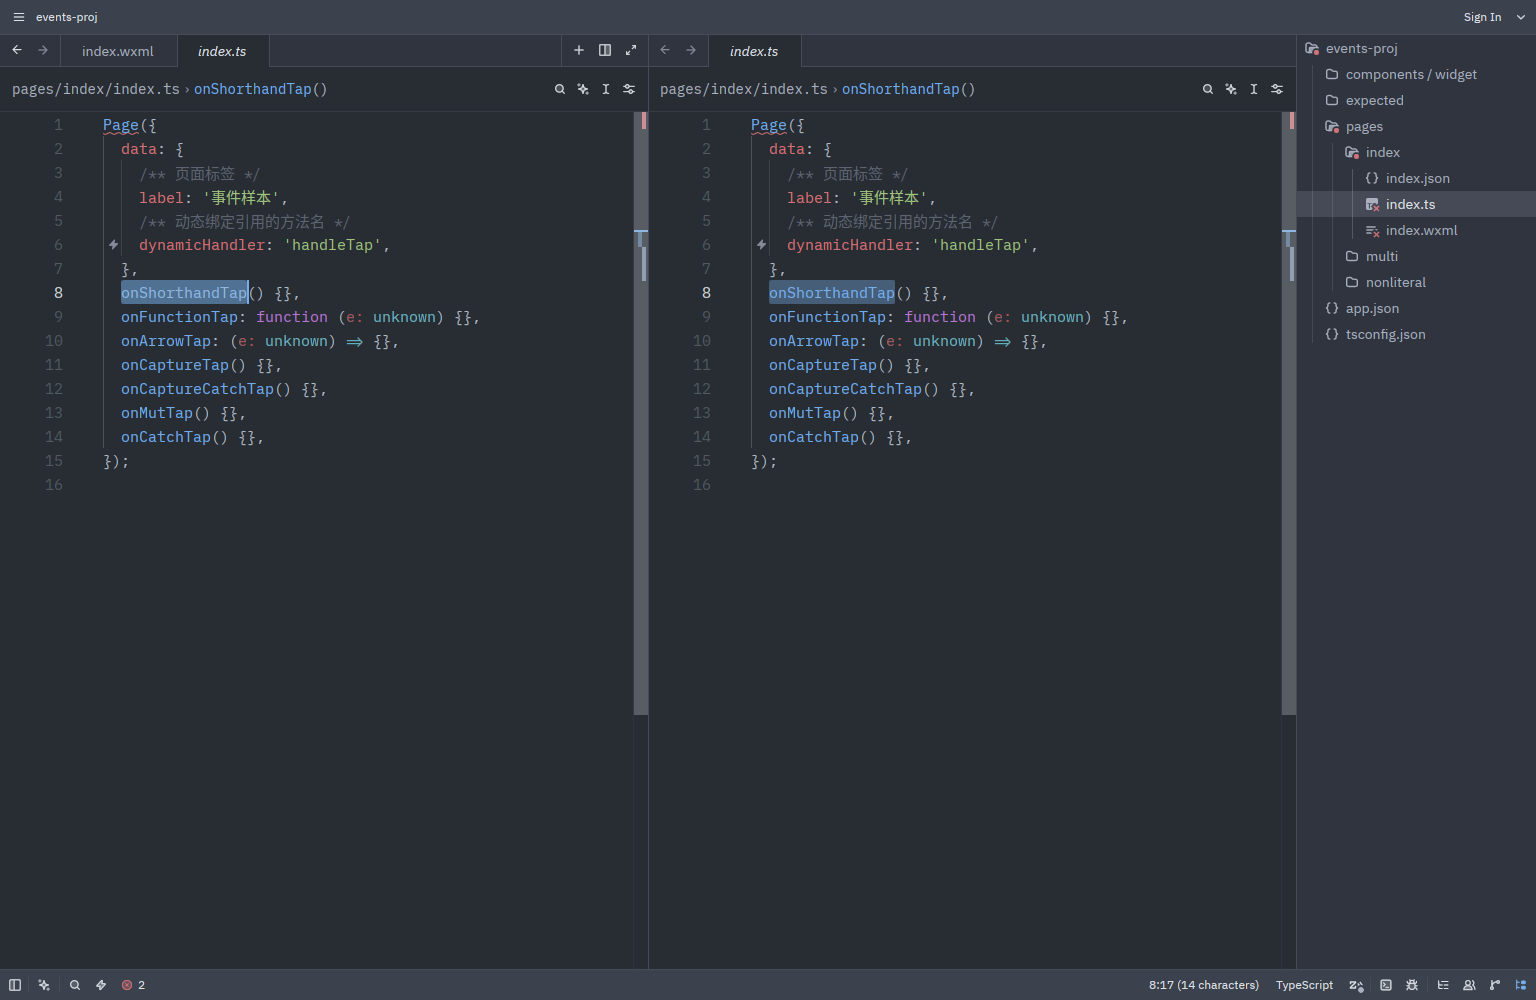 events-proj
Sign In
index.wxml
index.ts
index.ts
pages/index/index.ts › onShorthandTap()
pages/index/index.ts › onShorthandTap()
1 Page({
2 data: {
3 /** 页面标签 */
4 label: '事件样本',
5 /** 动态绑定引用的方法名 */
6 dynamicHandler: 'handleTap',
7 },
8 onShorthandTap() {},
9 onFunctionTap: function (e: unknown) {},
10 onArrowTap: (e: unknown) => {},
11 onCaptureTap() {},
12 onCaptureCatchTap() {},
13 onMutTap() {},
14 onCatchTap() {},
15 });
16
1 Page({
2 data: {
3 /** 页面标签 */
4 label: '事件样本',
5 /** 动态绑定引用的方法名 */
6 dynamicHandler: 'handleTap',
7 },
8 onShorthandTap() {},
9 onFunctionTap: function (e: unknown) {},
10 onArrowTap: (e: unknown) => {},
11 onCaptureTap() {},
12 onCaptureCatchTap() {},
13 onMutTap() {},
14 onCatchTap() {},
15 });
16
events-proj
components / widget
expected
pages
index
index.json
index.ts
index.wxml
multi
nonliteral
app.json
tsconfig.json
2
8:17 (14 characters)
TypeScript